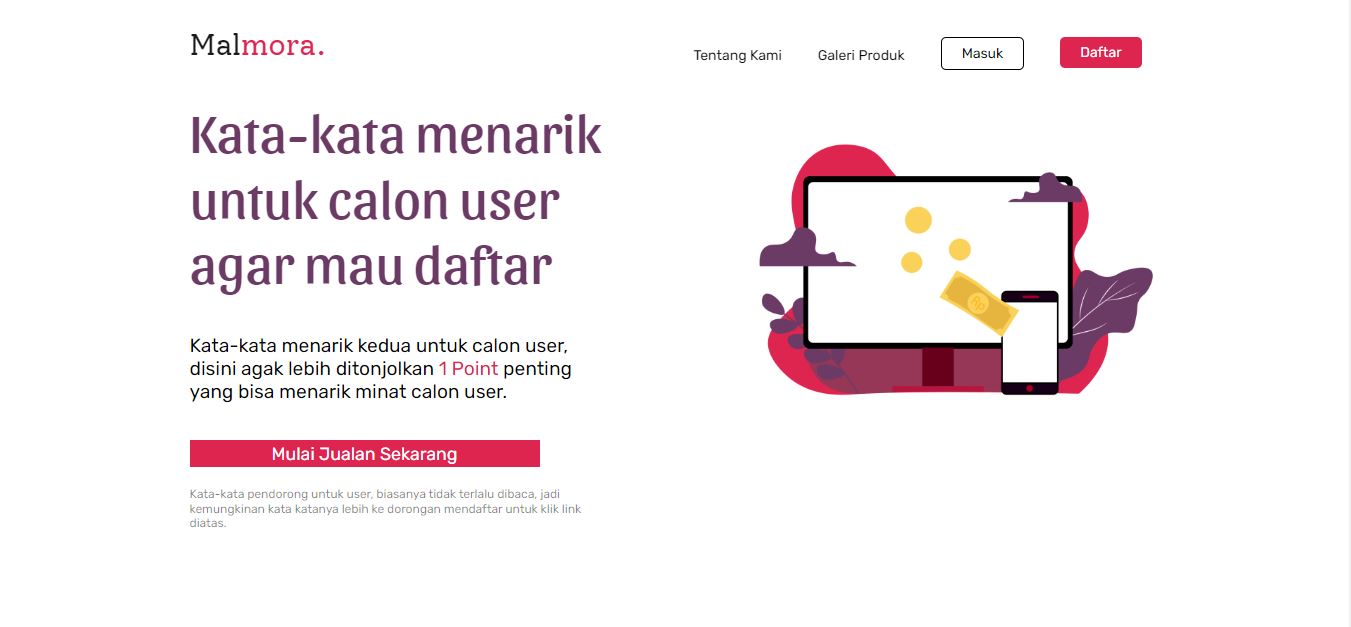 Malmora.
Tentang Kami
Galeri Produk
Masuk
Daftar
Kata-kata menarik
untuk calon user
agar mau daftar
Kata-kata menarik kedua untuk calon user,
disini agak lebih ditonjolkan 1 Point penting
yang bisa menarik minat calon user.
Mulai Jualan Sekarang
Kata-kata pendorong untuk user, biasanya tidak terlalu dibaca, jadi
kemungkinan kata katanya lebih ke dorongan mendaftar untuk klik link
diatas.
Rp